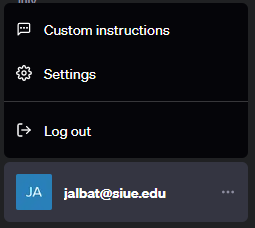 Custom instructions
Settings
Log out
JA
jalbat@siue.edu